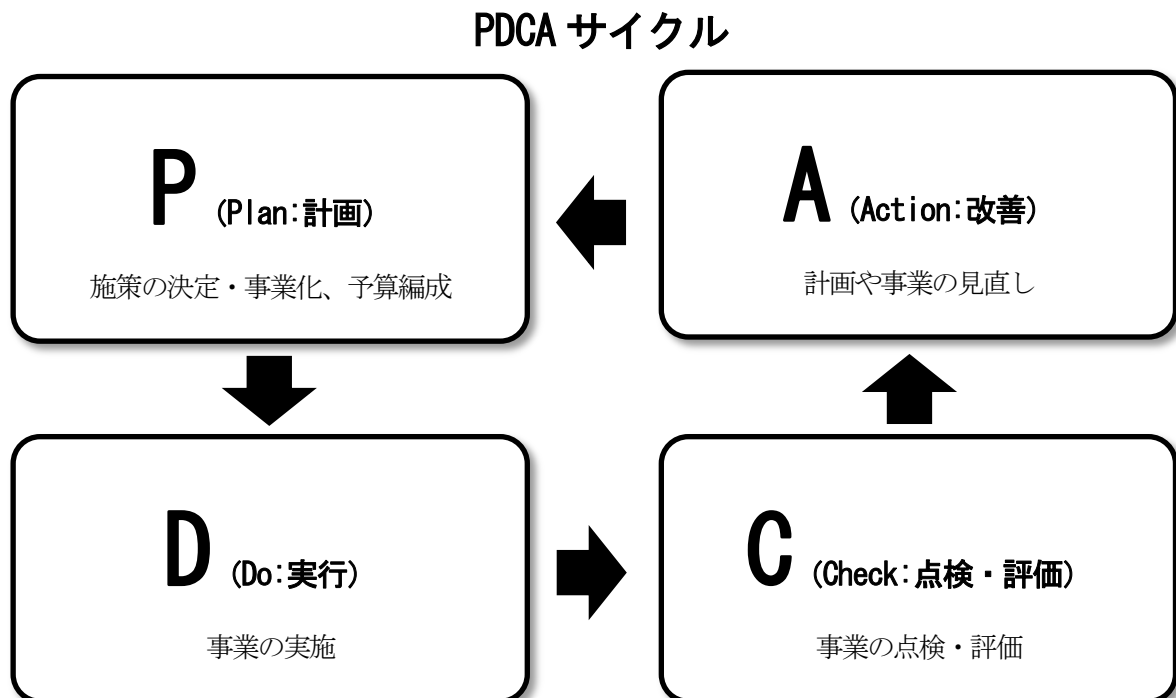 PDCA サイクル
P (Plan:計画)
施策の決定・事業化、予算編成
A (Action:改善)
計画や事業の見直し
D (Do:実行)
事業の実施
C (Check:点検・評価)
事業の点検・評価